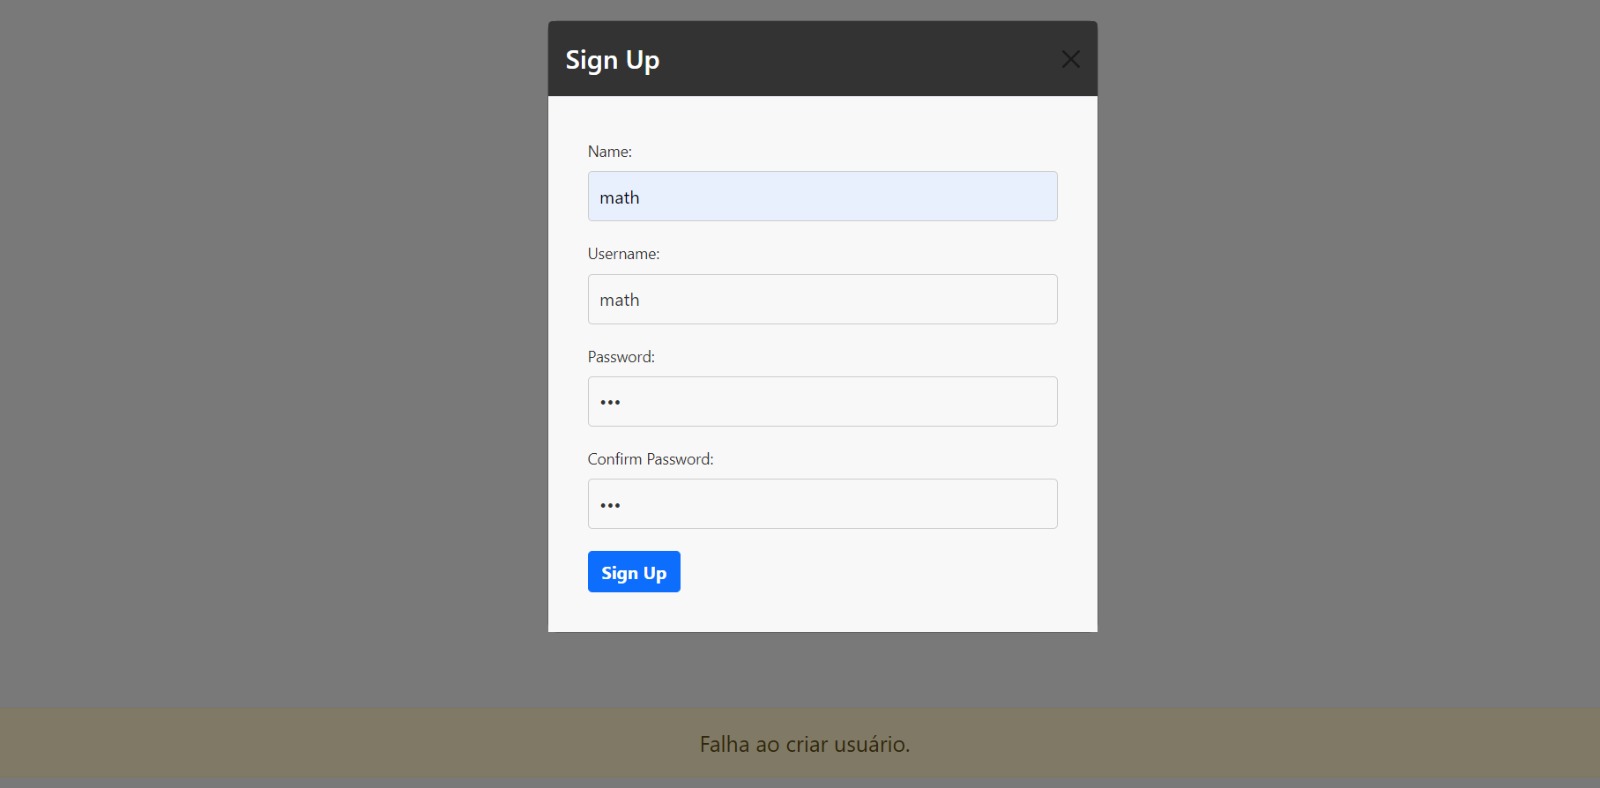 Sign Up
Name:
math
Username:
math
Password:
•••
Confirm Password:
•••
Sign Up
Falha ao criar usuário.